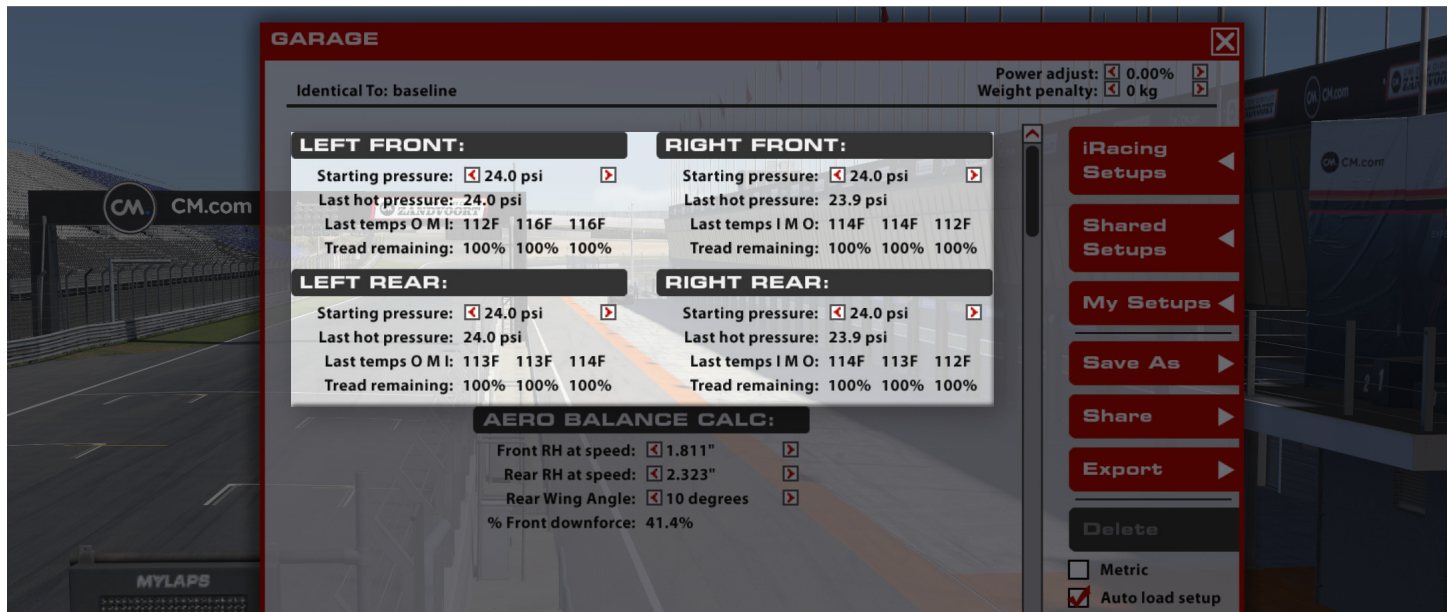 GARAGE
Identical To: baseline
Power adjust: 0.00%
Weight penalty: 0 kg
LEFT FRONT:
Starting pressure: 24.0 psi
Last hot pressure: 24.0 psi
Last temps O M I: 112F 116F 116F
Tread remaining: 100% 100% 100%
RIGHT FRONT:
Starting pressure: 24.0 psi
Last hot pressure: 23.9 psi
Last temps I M O: 114F 114F 112F
Tread remaining: 100% 100% 100%
LEFT REAR:
Starting pressure: 24.0 psi
Last hot pressure: 24.0 psi
Last temps O M I: 113F 113F 114F
Tread remaining: 100% 100% 100%
RIGHT REAR:
Starting pressure: 24.0 psi
Last hot pressure: 23.9 psi
Last temps I M O: 114F 113F 112F
Tread remaining: 100% 100% 100%
AERO BALANCE CALC:
Front RH at speed: 1.811"
Rear RH at speed: 2.323"
Rear Wing Angle: 10 degrees
% Front downforce: 41.4%
iRacing
Setups
Shared
Setups
My Setups
Save As
Share
Export
Delete
Metric
Auto load setup
CM. CM.com
ZANDVOORT
MYLAPS
CM.com
CM.com
2 1